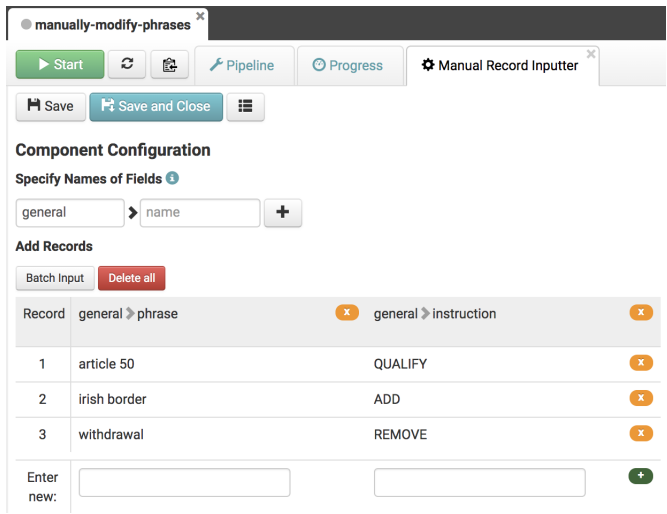 manually-modify-phrases
Start Pipeline Progress Manual Record Inputter
Save Save and Close
Component Configuration
Specify Names of Fields
general name
Add Records
Batch Input Delete all
Record general phrase x general instruction x
1 article 50 QUALIFY x
2 irish border ADD x
3 withdrawal REMOVE x
Enter
new: